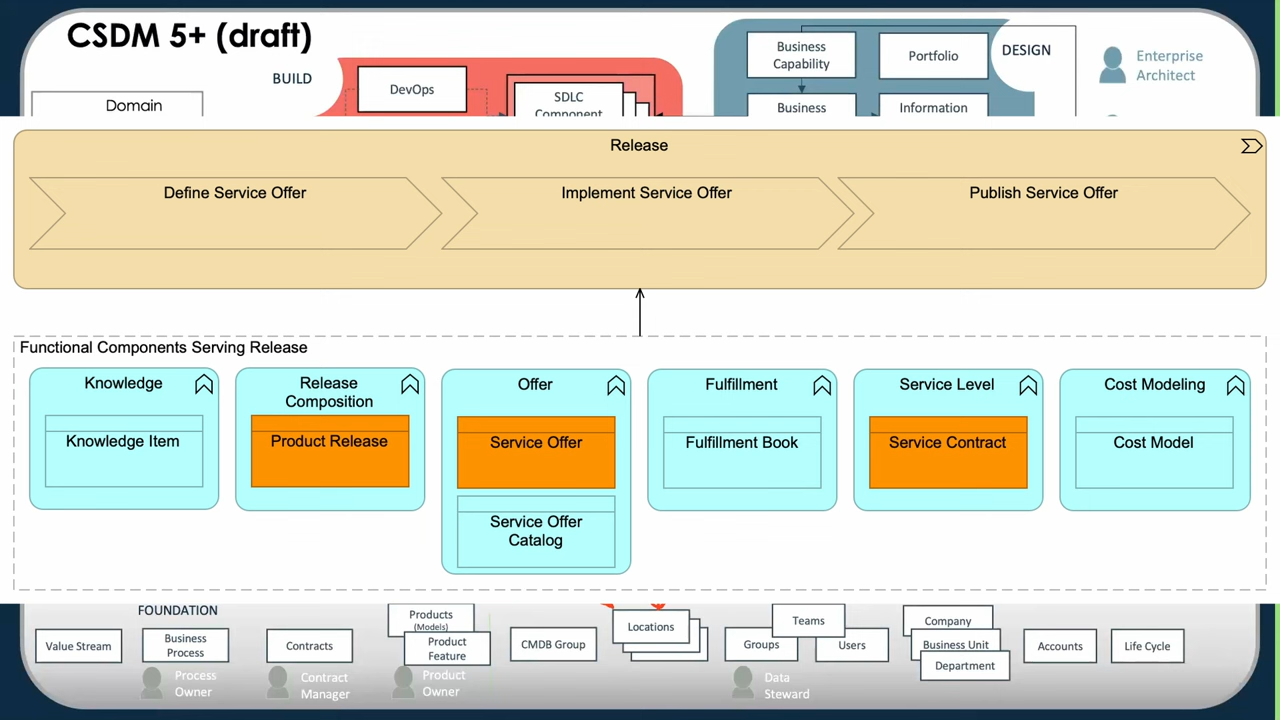 CSDM 5+ (draft)
BUILD
Domain
DevOps
SDLC
Component
Business
Capability
Portfolio
DESIGN
Business
Information
Enterprise
Architect
Release
Define Service Offer
Implement Service Offer
Publish Service Offer
Functional Components Serving Release
Knowledge
Knowledge Item
Release
Composition
Product Release
Offer
Service Offer
Service Offer
Catalog
Fulfillment
Fulfillment Book
Service Level
Service Contract
Cost Modeling
Cost Model
FOUNDATION
Value Stream
Business
Process
Contracts
Products
(Models)
Product
Feature
CMDB Group
Locations
Groups
Teams
Users
Company
Business Unit
Department
Accounts
Life Cycle
Process
Owner
Contract
Manager
Product
Owner
Data
Steward